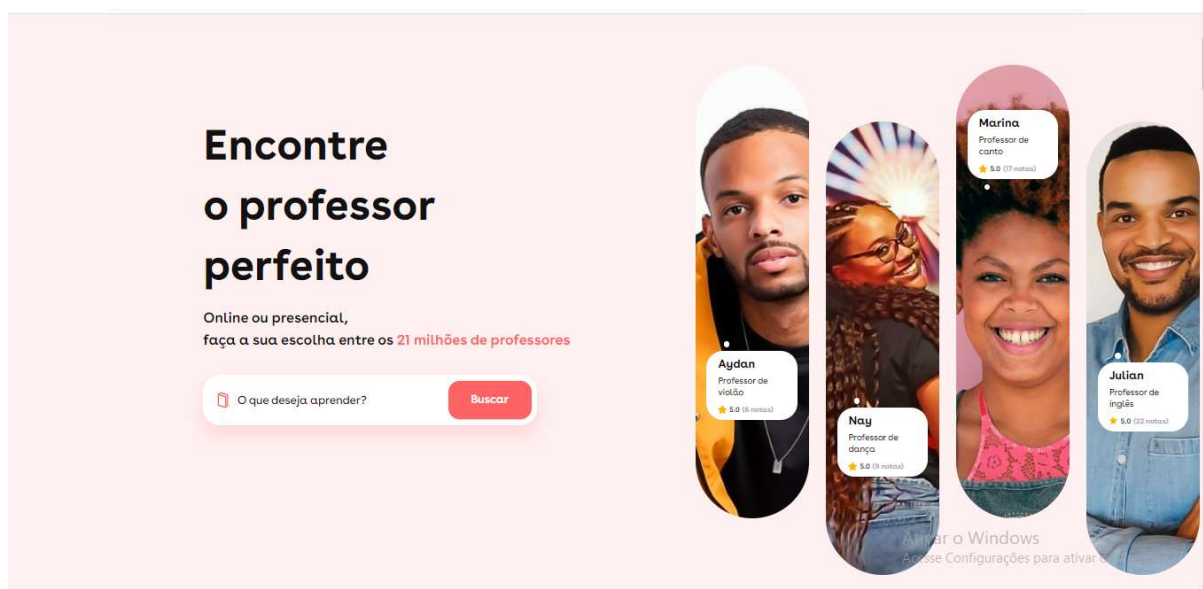 Encontre
o professor
perfeito
Online ou presencial,
faça a sua escolha entre os 21 milhões de professores
O que deseja aprender?
Buscar
Aydan
Professor de
violão
5.0 (6 notas)
Nay
Professor de
dança
5.0 (9 notas)
Marina
Professor de
canto
5.0 (17 notas)
Julian
Professor de
inglês
5.0 (22 notas)
Ativar o Windows
Acesse Configurações para ativar o